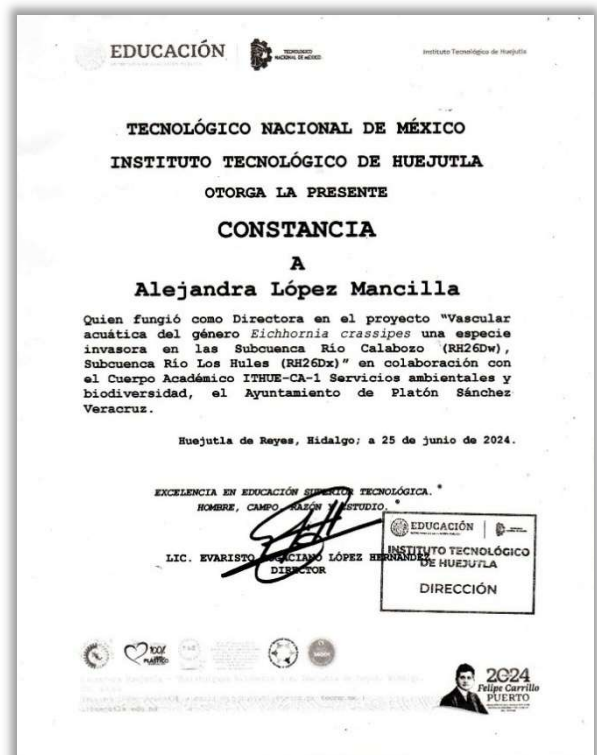 EDUCACIÓN
TECNOLÓGICO
NACIONAL DE MÉXICO
Instituto Tecnológico de Huejutla
TECNOLÓGICO NACIONAL DE MÉXICO
INSTITUTO TECNOLÓGICO DE HUEJUTLA
OTORGA LA PRESENTE
CONSTANCIA
A
Alejandra López Mancilla
Quien fungió como Directora en el proyecto "Vascular
acuática del género Eichhornia crassipes una especie
invasora en las Subcuenca Río Calabozo (RH26Dw),
Subcuenca Río Los Hules (RH26Dx)" en colaboración con
el Cuerpo Académico ITHUE-CA-1 Servicios ambientales y
biodiversidad, el Ayuntamiento de Platón Sánchez
Veracruz.
Huejutla de Reyes, Hidalgo; a 25 de junio de 2024.
EXCELENCIA EN EDUCACIÓN SUPERIOR TECNOLÓGICA.
HOMBRE, CAMPO, RAZÓN Y ESTUDIO.
LIC. EVARISTO LÓPEZ HERNÁNDEZ
DIRECTOR
EDUCACIÓN
INSTITUTO TECNOLÓGICO
DE HUEJUTLA
DIRECCIÓN
100%
PLÁSTICO
2024
Felipe Carrillo
PUERTO